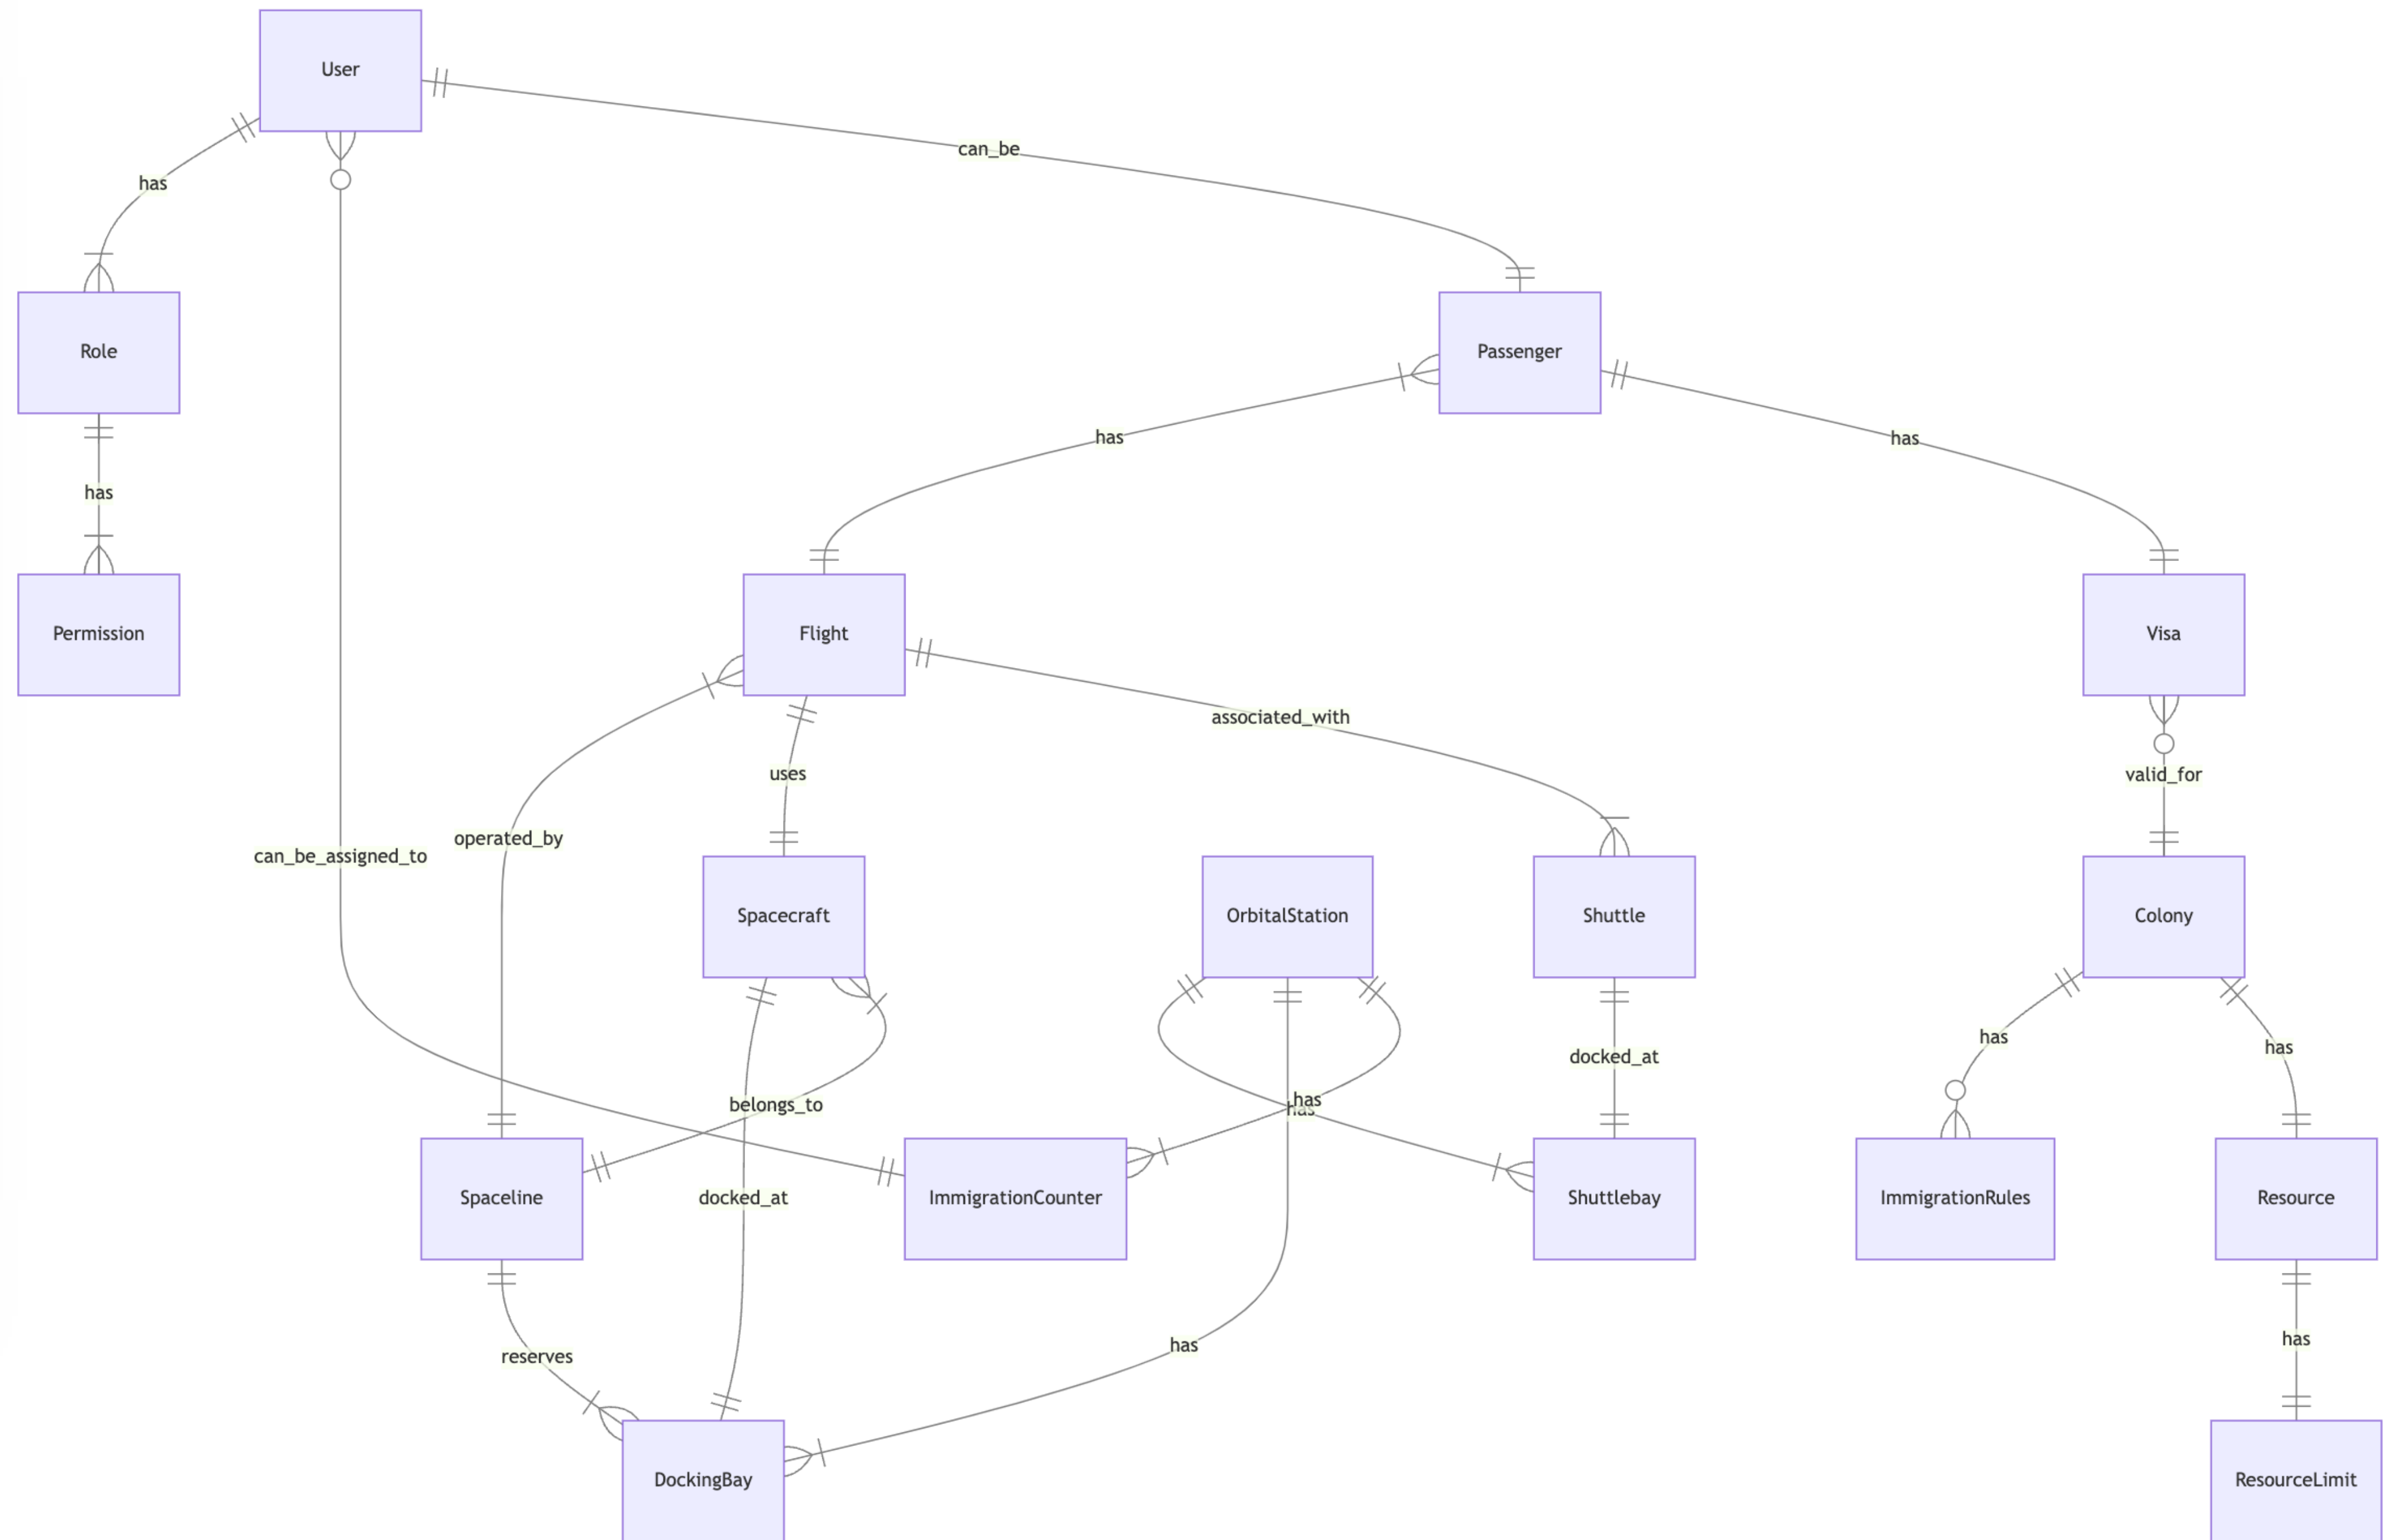 User
can_be
has
Role
Passenger
has
has
has
Permission
Flight
Visa
associated_with
uses
valid_for
operated_by
can_be_assigned_to
Spacecraft
OrbitalStation
Shuttle
Colony
has
has
docked_at
belongs_to
has
has
docked_at
Spaceline
ImmigrationCounter
Shuttlebay
ImmigrationRules
Resource
reserves
has
has
DockingBay
ResourceLimit